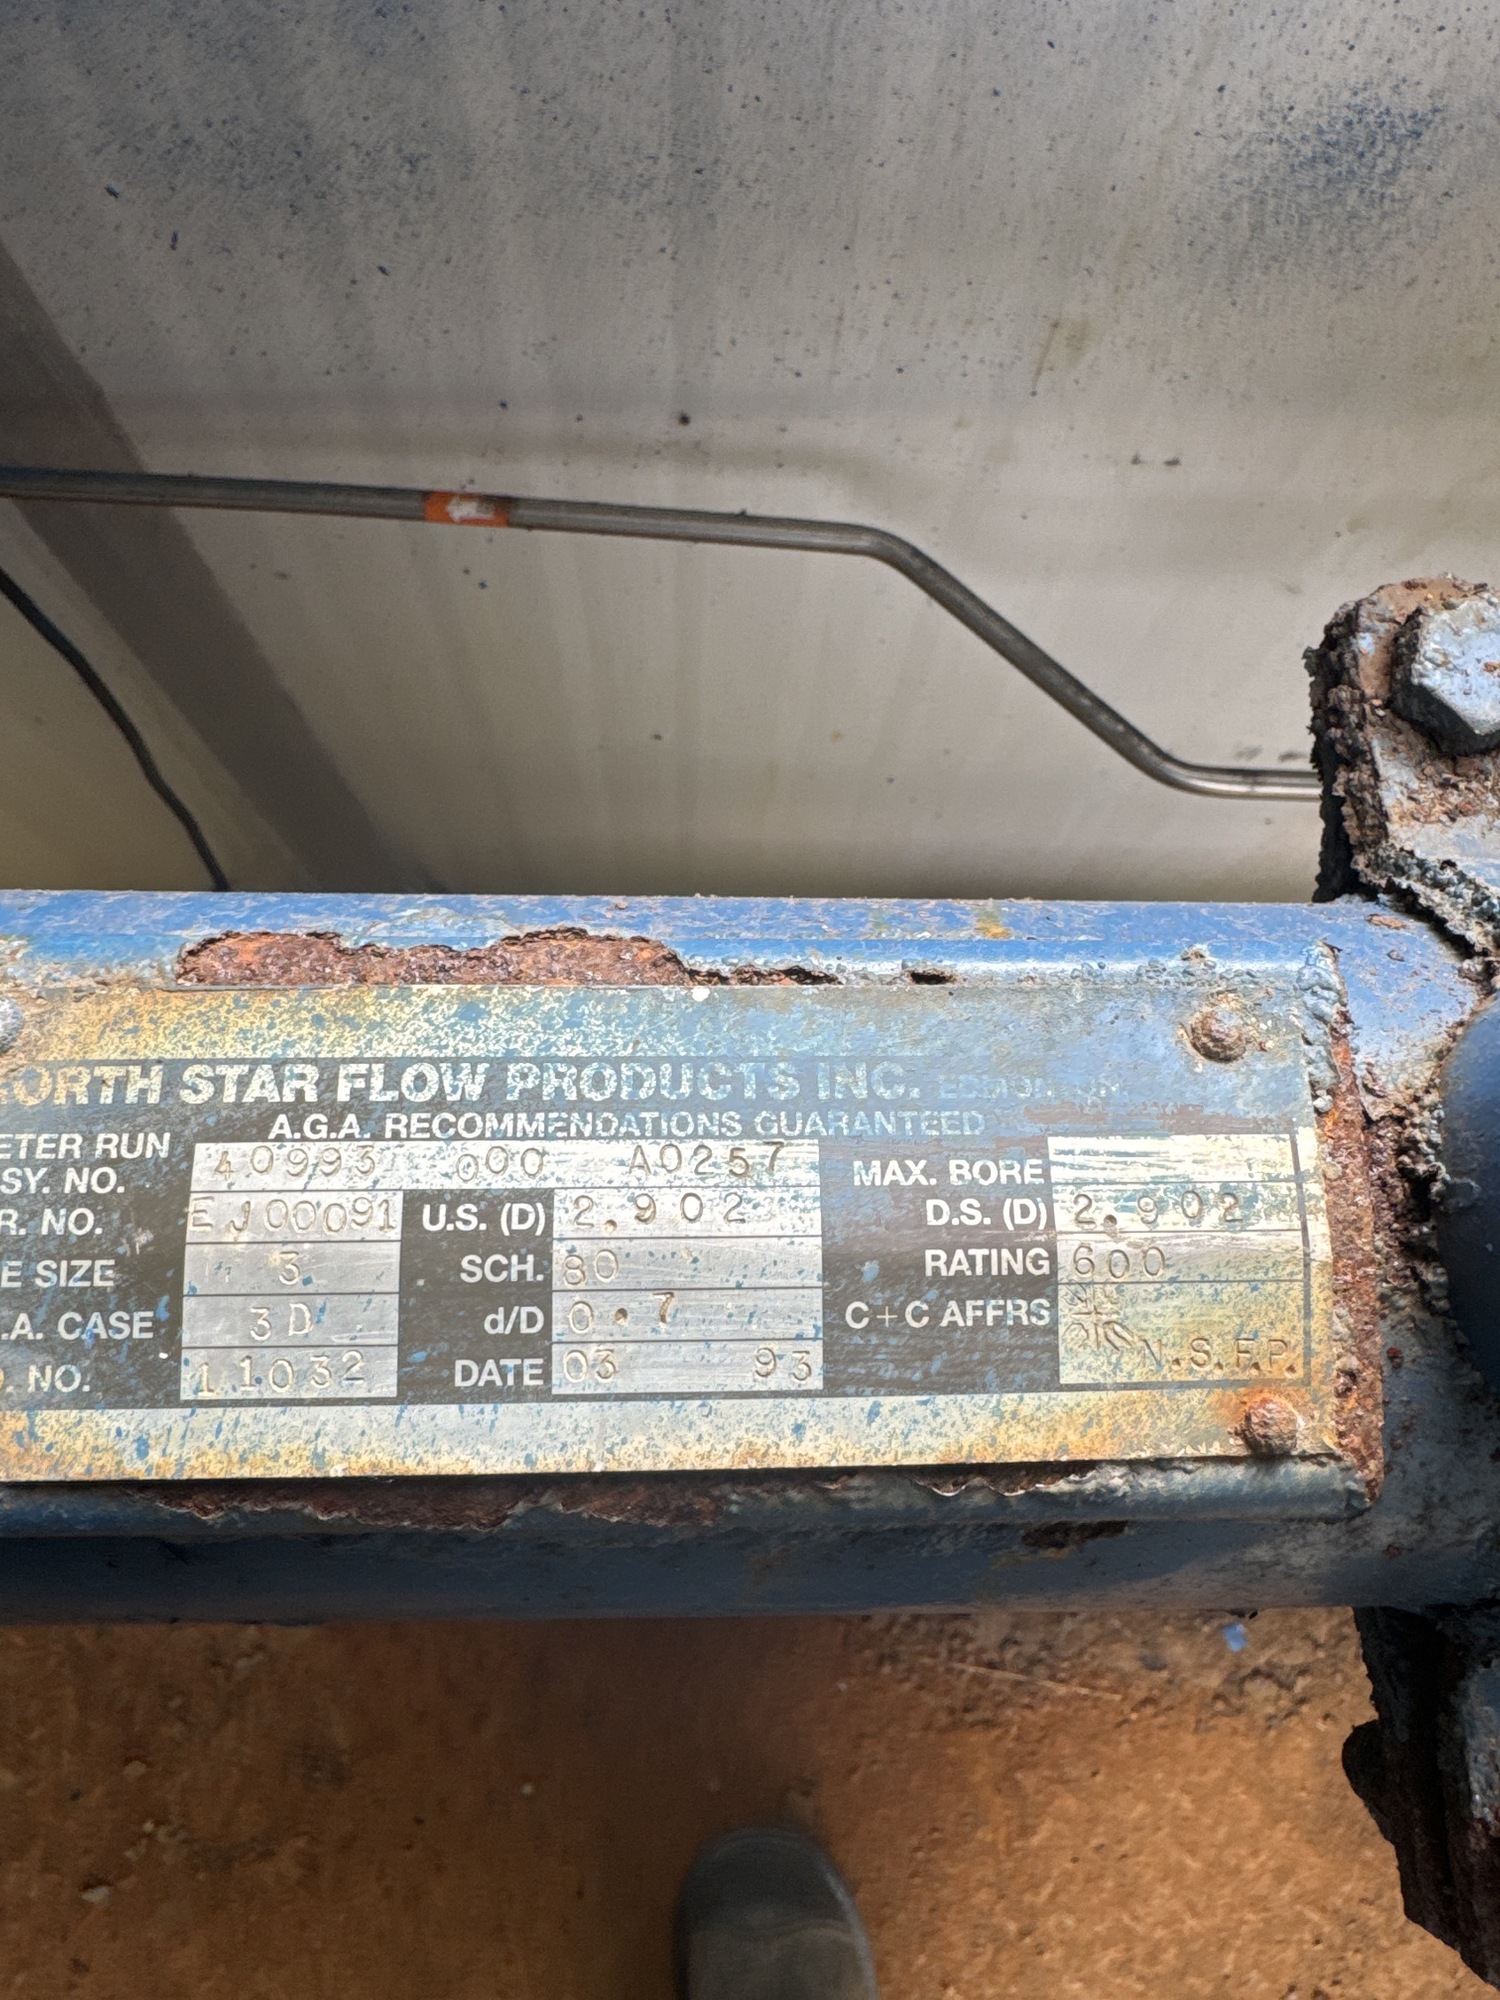 ORTH STAR FLOW PRODUCTS INC. EDMONTON
A.G.A. RECOMMENDATIONS GUARANTEED
ETER RUN
SY. NO. 40993 000 A0257 MAX. BORE
R. NO. EJ00091 U.S. (D) 2.902 D.S. (D) 2.902
E SIZE 3 SCH. 80 RATING 600
.A. CASE 3D d/D 0.7 C+C AFFRS
. NO. 11032 DATE 03 93 N.S.F.P.